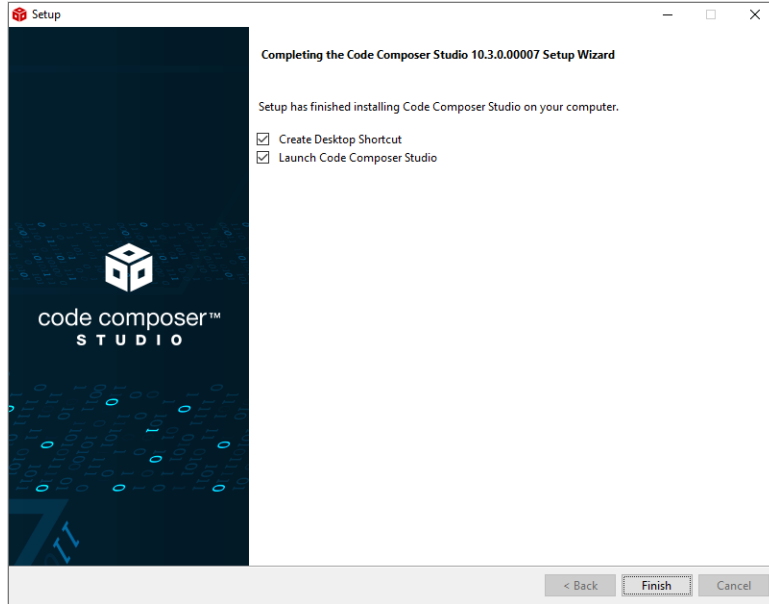 Setup
Completing the Code Composer Studio 10.3.0.00007 Setup Wizard
Setup has finished installing Code Composer Studio on your computer.
Create Desktop Shortcut
Launch Code Composer Studio
code composer™
STUDIO
< Back
Finish
Cancel